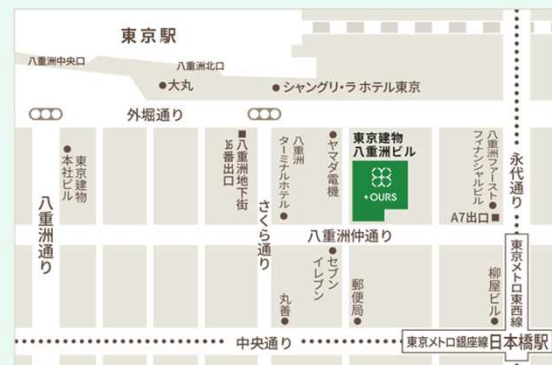 東京駅
八重洲中央口
八重洲北口
大丸
シャングリ・ラ ホテル東京
外堀通り
東京建物
本社ビル
八重洲通り
八重洲地下街
16番出口
さくら通り
八重洲
ターミナルホテル
ヤマダ電機
東京建物
八重洲ビル
+OURS
八重洲ファースト
フィナンシャルビル
A7出口
永代通り
八重洲仲通り
セブン
イレブン
丸善
郵便局
柳屋ビル
東京メトロ東西線
中央通り
東京メトロ銀座線日本橋駅